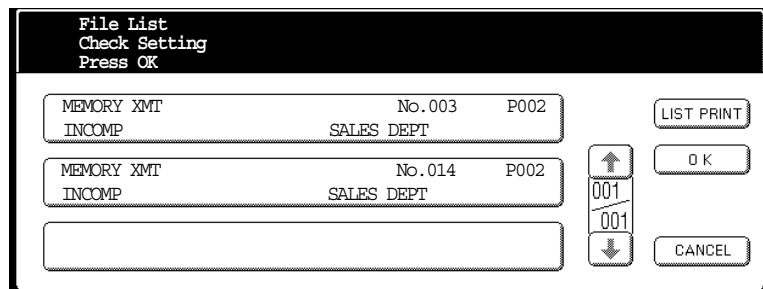 File List
Check Setting
Press OK
MEMORY XMT No.003 P002
INCOMP SALES DEPT
LIST PRINT
MEMORY XMT No.014 P002
INCOMP SALES DEPT
OK
001
001
CANCEL